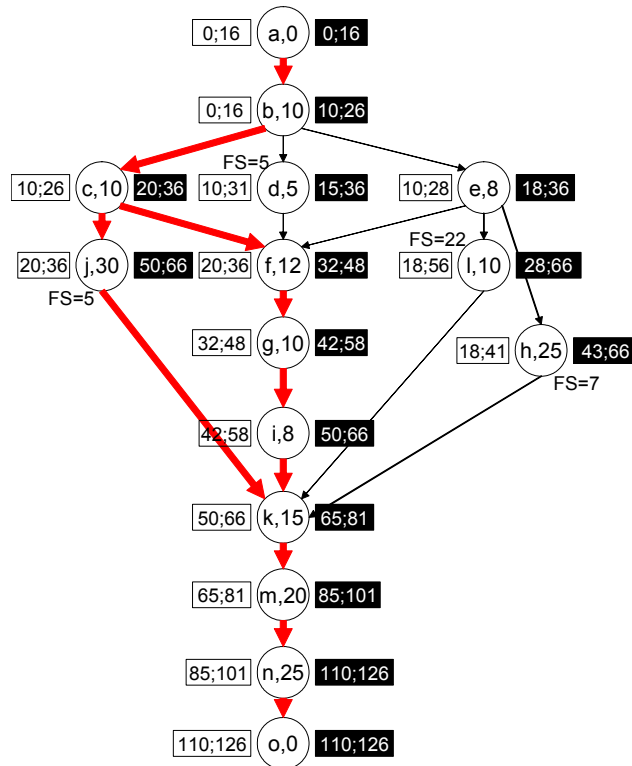 0;16 a,0 0;16
0;16 b,10 10;26
FS=5
10;26 c,10 20;36 10;31 d,5 15;36 10;28 e,8 18;36
FS=22
20;36 j,30 50;66 20;36 f,12 32;48 18;56 l,10 28;66
FS=5
32;48 g,10 42;58 18;41 h,25 43;66
FS=7
42;58 i,8 50;66
50;66 k,15 65;81
65;81 m,20 85;101
85;101 n,25 110;126
110;126 o,0 110;126